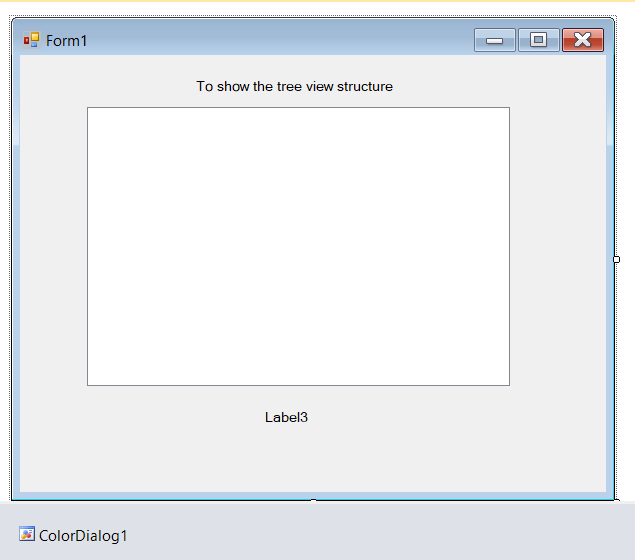 Form1
To show the tree view structure
Label3
ColorDialog1